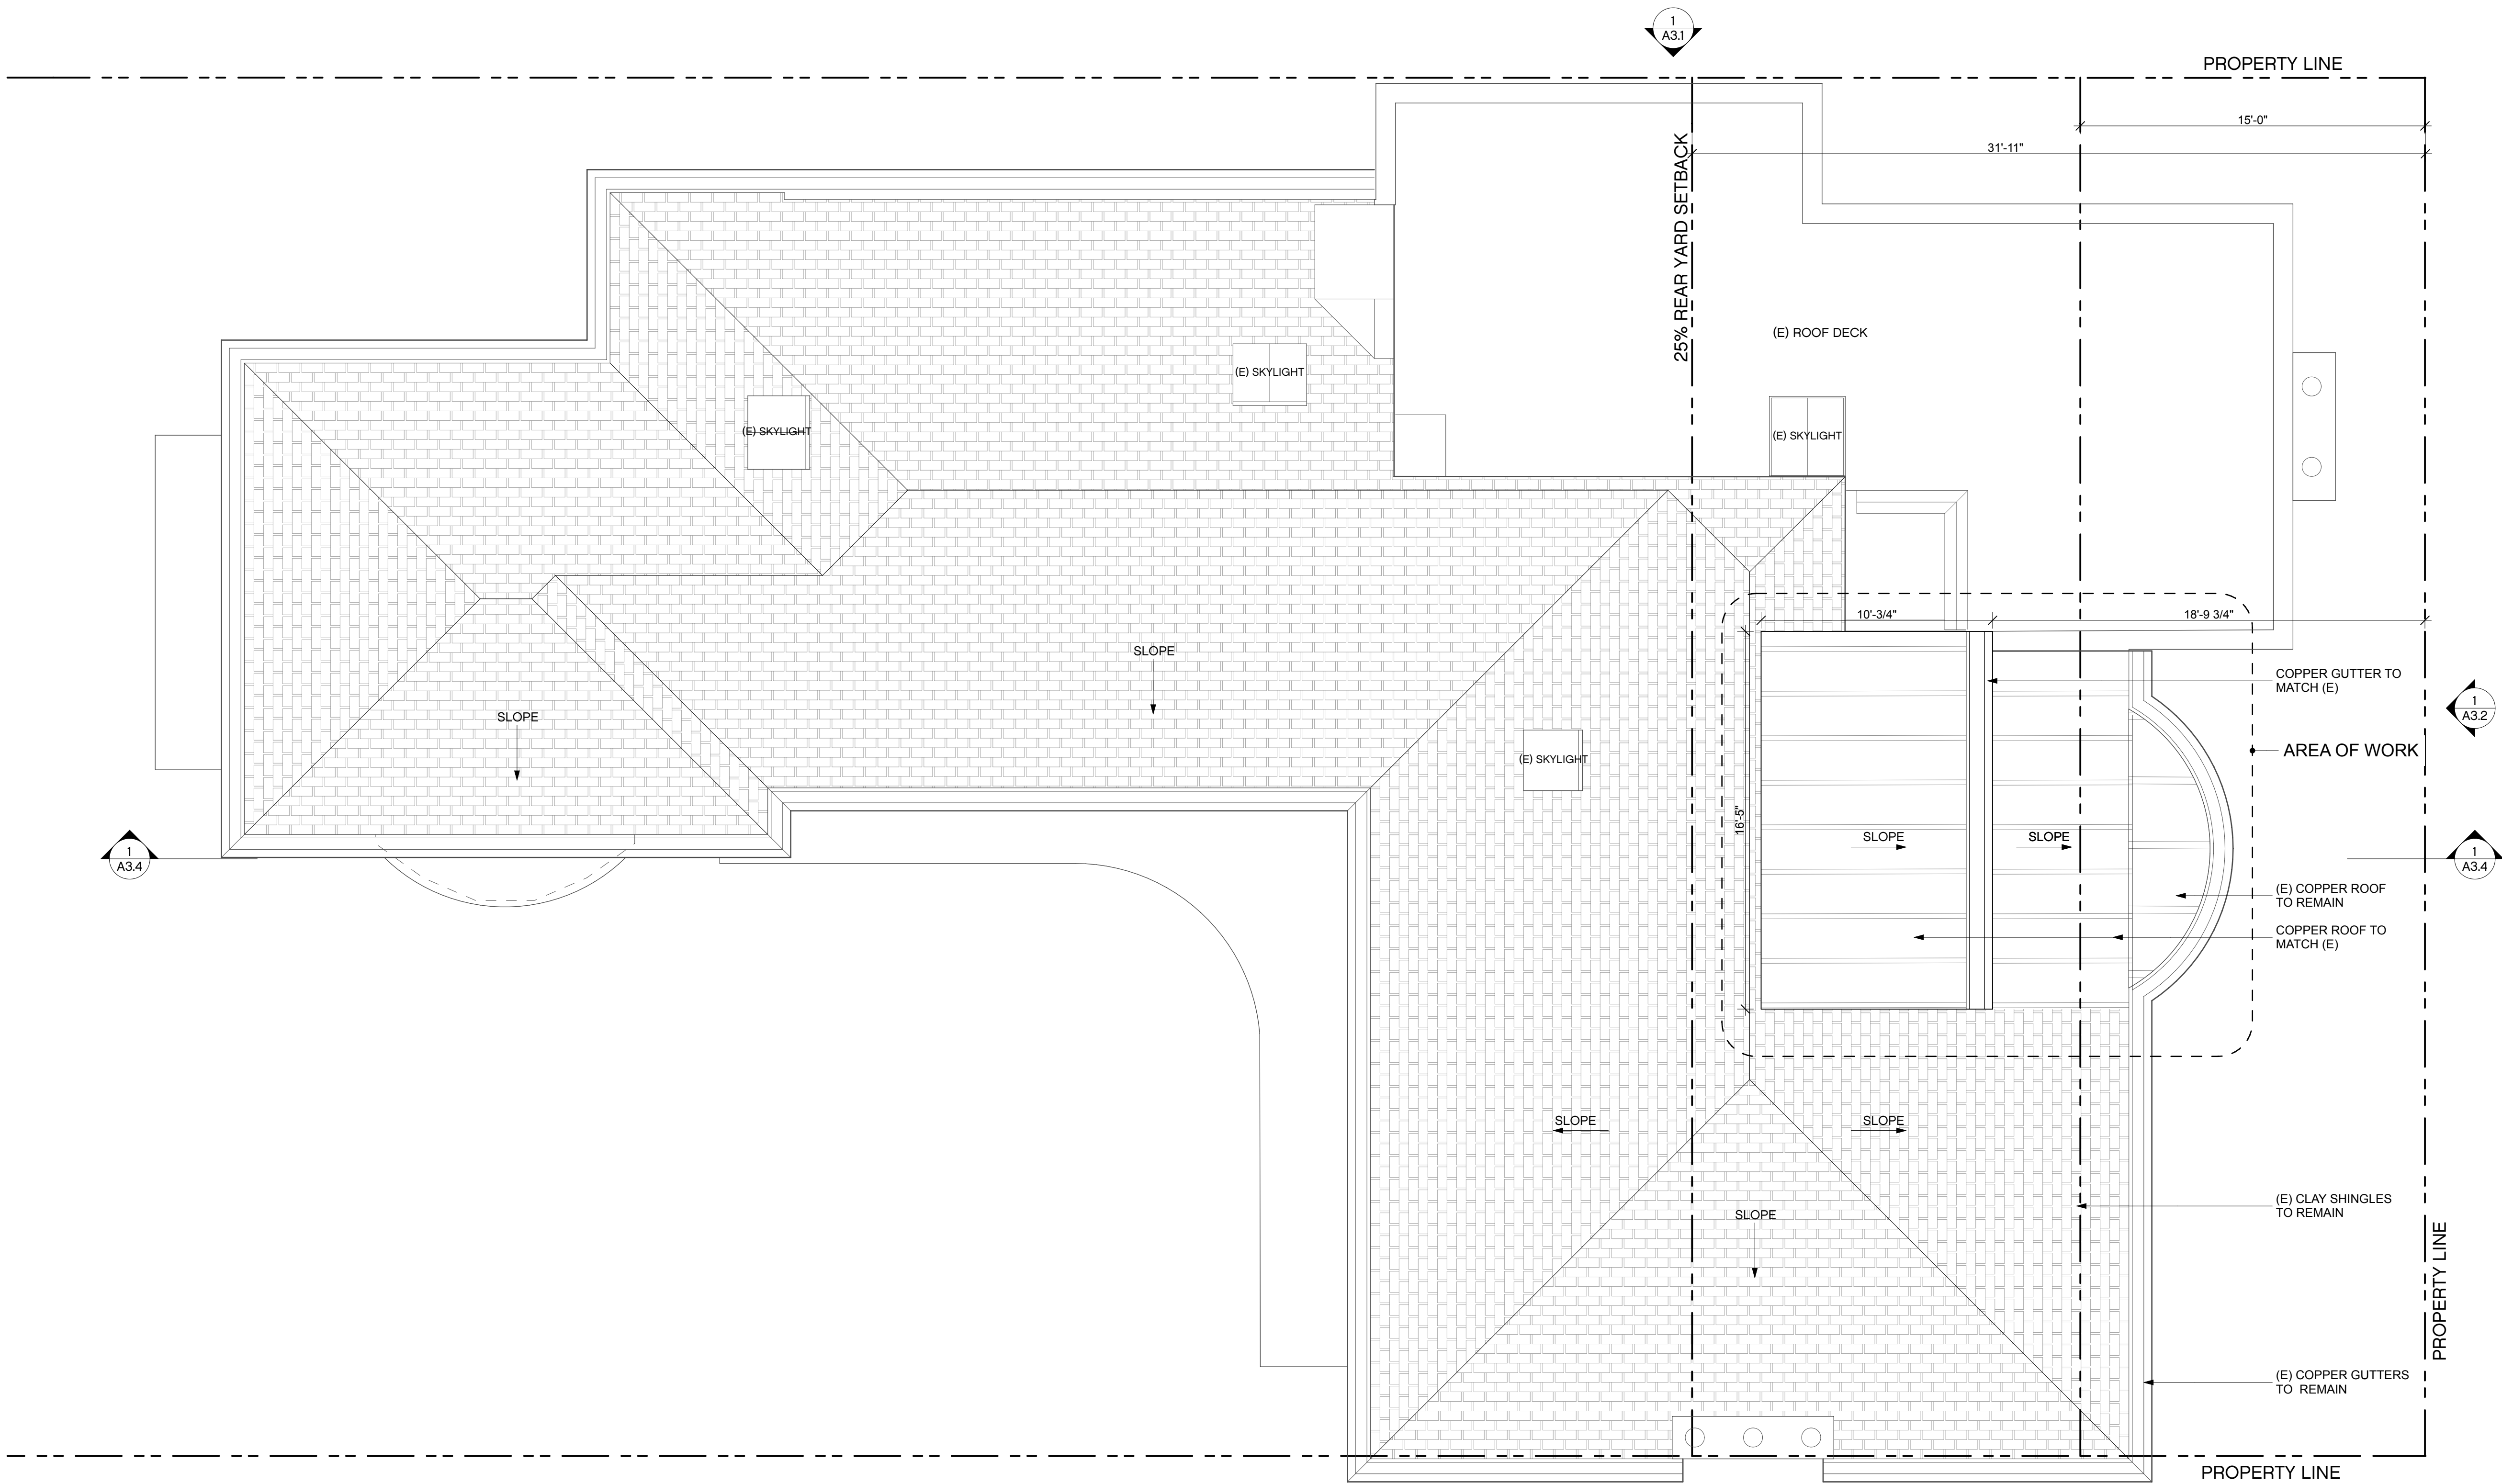 1
A3.1
PROPERTY LINE
15'-0"
31'-11"
25% REAR YARD SETBACK
(E) ROOF DECK
(E) SKYLIGHT
(E) SKYLIGHT
(E) SKYLIGHT
10'-3/4"
18'-9 3/4"
SLOPE
COPPER GUTTER TO
MATCH (E)
1
A3.2
SLOPE
AREA OF WORK
(E) SKYLIGHT
16'-5"
SLOPE
SLOPE
1
A3.4
1
A3.4
(E) COPPER ROOF
TO REMAIN
COPPER ROOF TO
MATCH (E)
SLOPE
SLOPE
(E) CLAY SHINGLES
TO REMAIN
SLOPE
PROPERTY LINE
(E) COPPER GUTTERS
TO REMAIN
PROPERTY LINE